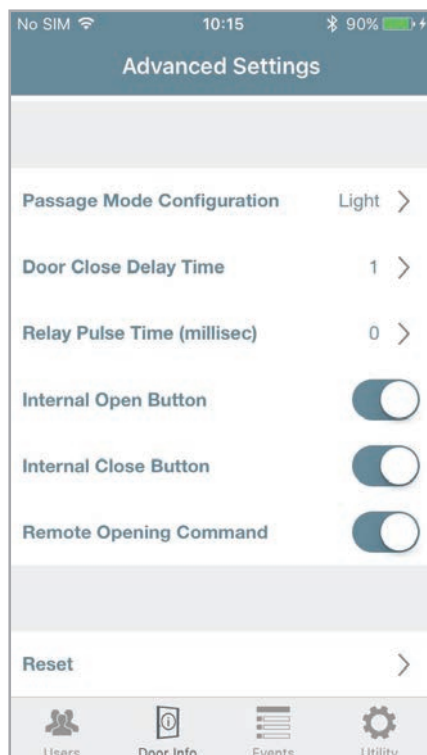 No SIM 10:15 90%
Advanced Settings
Passage Mode Configuration Light
Door Close Delay Time 1
Relay Pulse Time (millisec) 0
Internal Open Button
Internal Close Button
Remote Opening Command
Reset
Users Door Info Events Utility